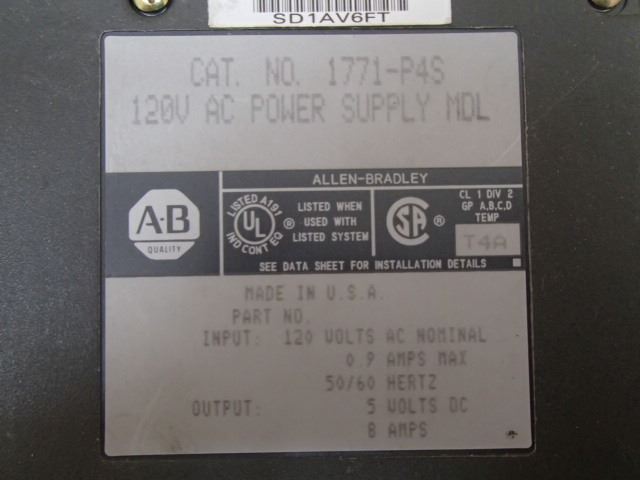 SD1AV6FT
CAT. NO. 1771-P4S
120V AC POWER SUPPLY MDL
ALLEN-BRADLEY
A-B
QUALITY
LISTED A191
UL
IND CONT EQ
®
LISTED WHEN
USED WITH
LISTED SYSTEM
SA
®
CL 1 DIV 2
GP A,B,C,D
TEMP
T4A
SEE DATA SHEET FOR INSTALLATION DETAILS
MADE IN U.S.A.
PART NO.
INPUT: 120 VOLTS AC NOMINAL
0.9 AMPS MAX
50/60 HERTZ
OUTPUT: 5 VOLTS DC
8 AMPS